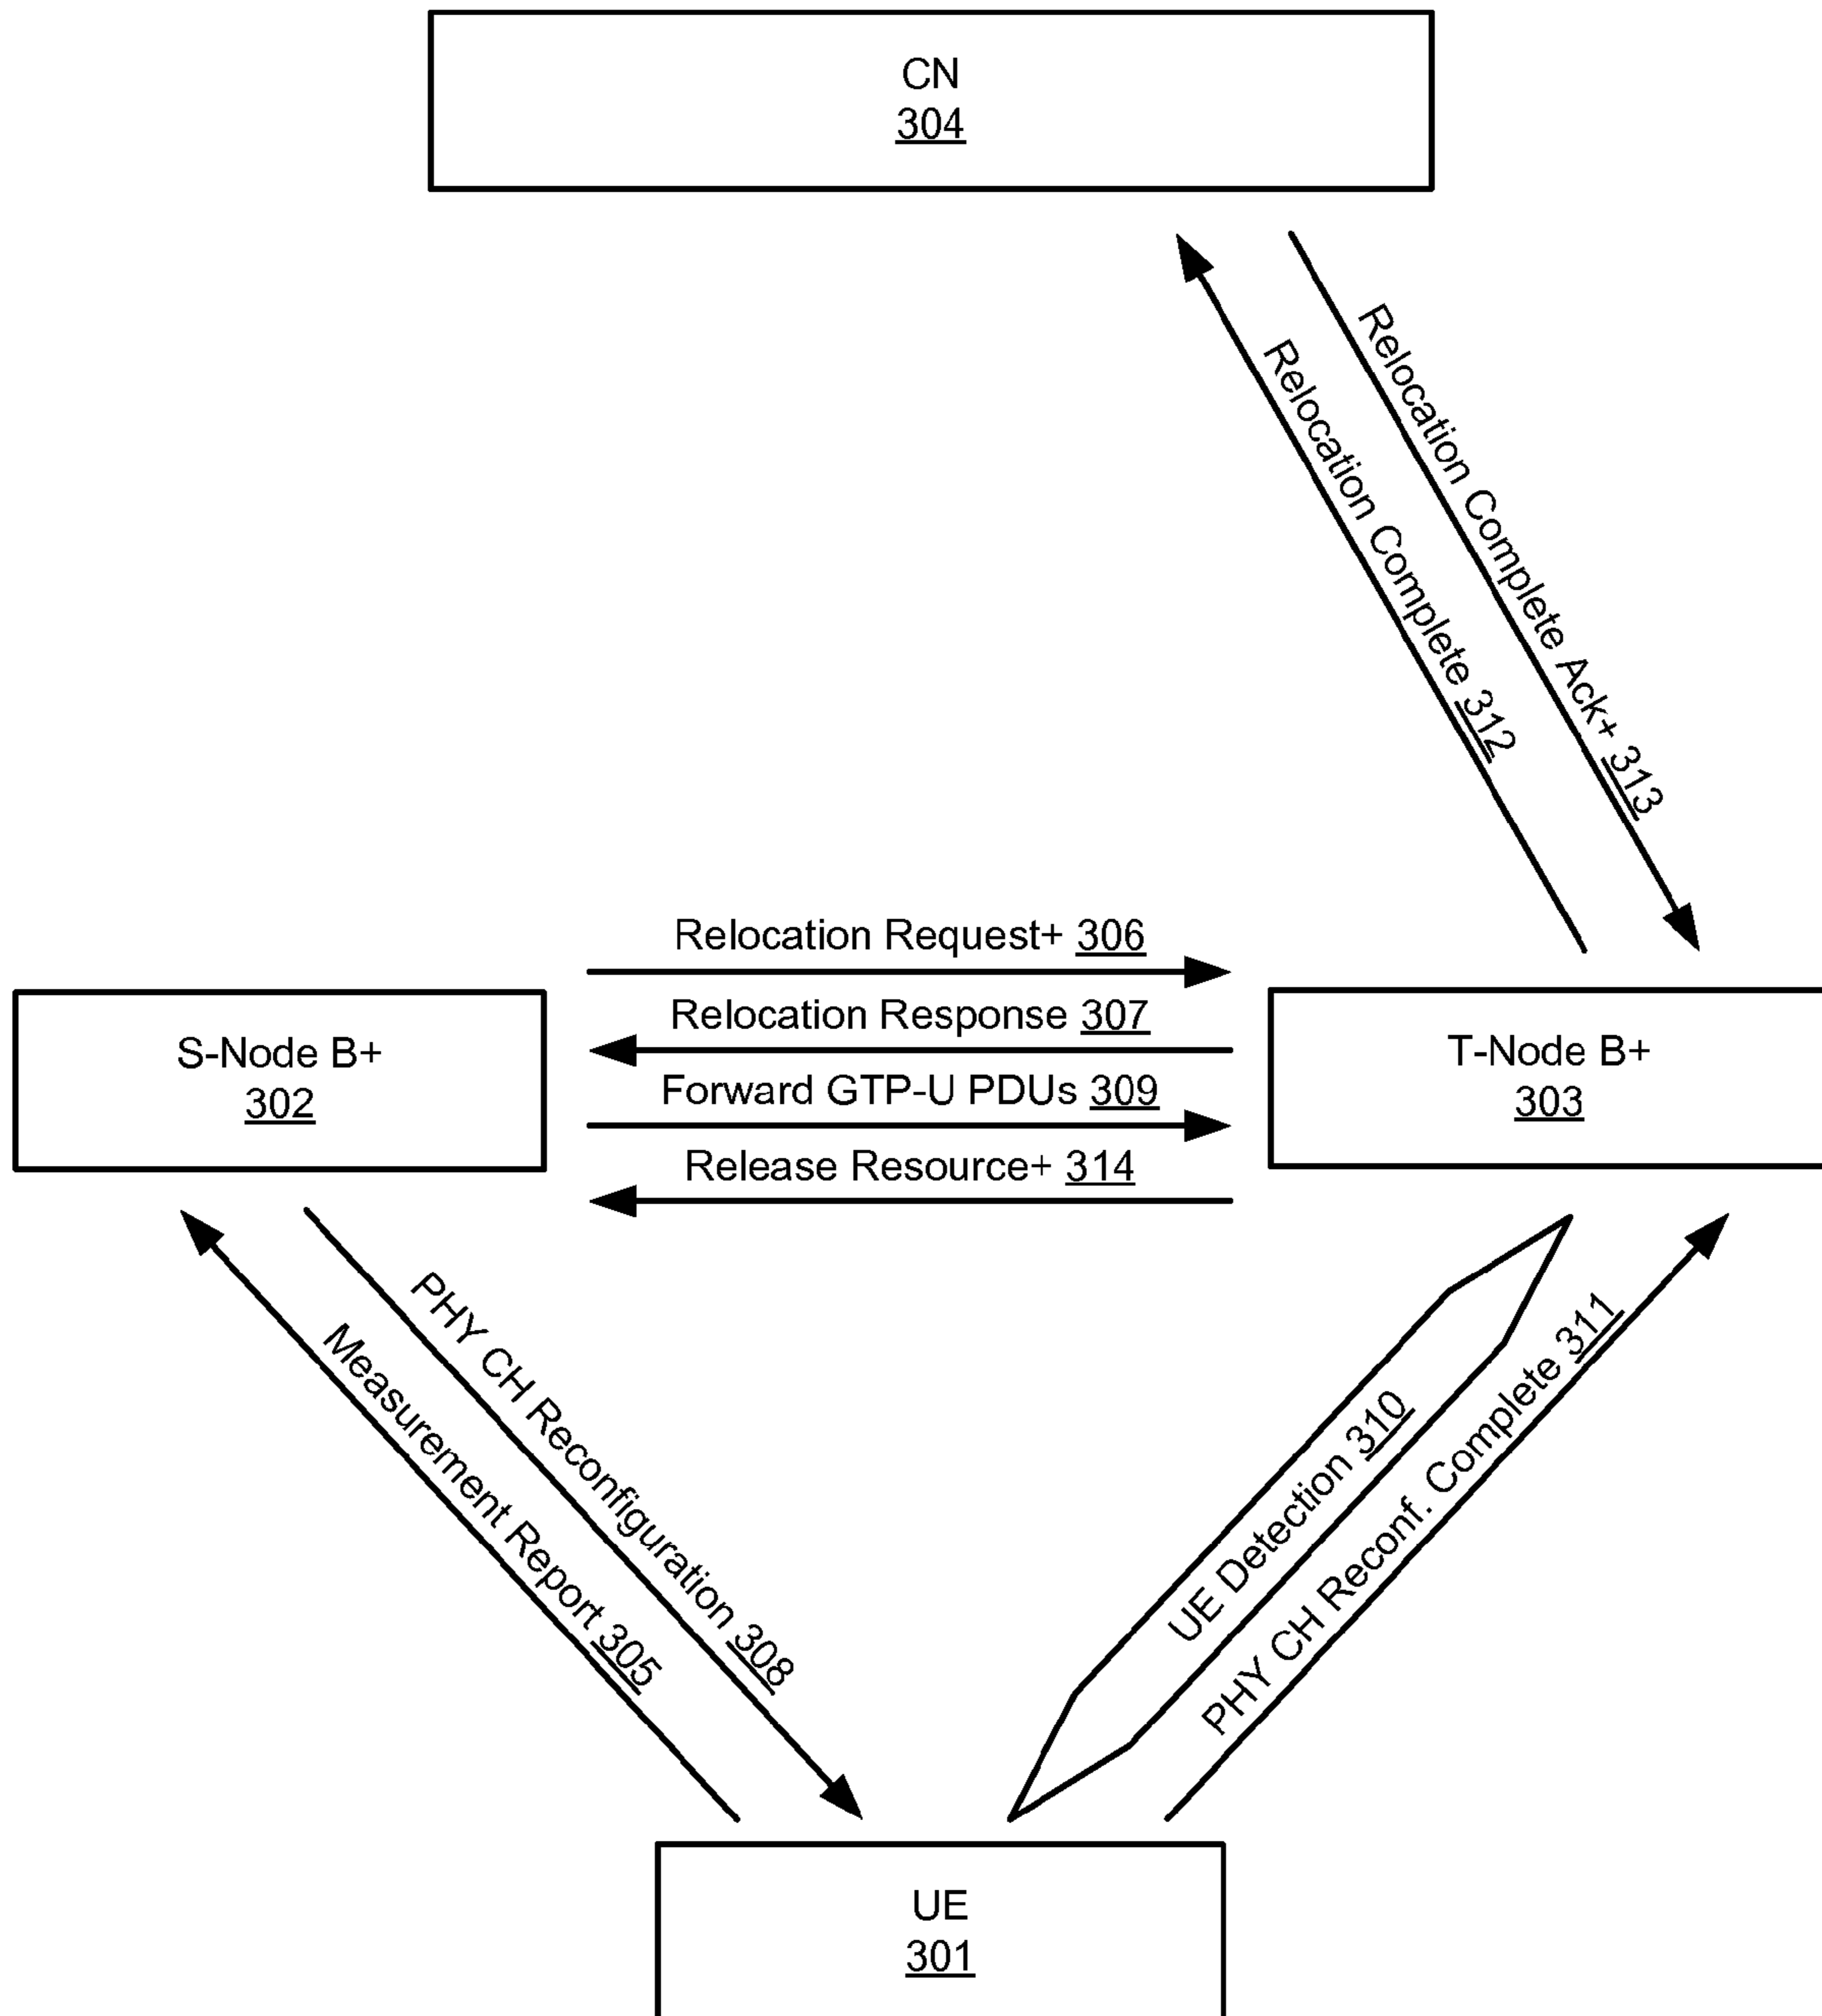 CN
304
Relocation Complete Ack+ 313
Relocation Complete 312
Relocation Request+ 306
Relocation Response 307
Forward GTP-U PDUs 309
Release Resource+ 314
S-Node B+
302
T-Node B+
303
PHY CH Reconfiguration 308
Measurement Report 305
UE Detection 310
PHY CH Reconf. Complete 311
UE
301